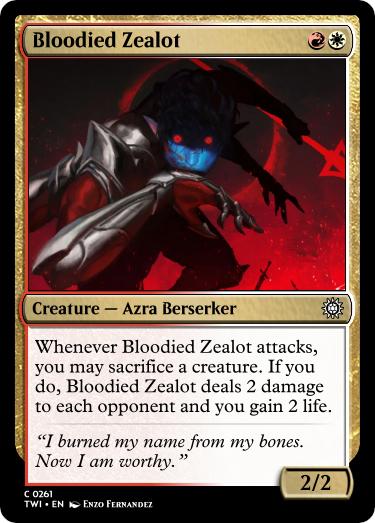 Bloodied Zealot
Creature — Azra Berserker
Whenever Bloodied Zealot attacks,
you may sacrifice a creature. If you
do, Bloodied Zealot deals 2 damage
to each opponent and you gain 2 life.
“I burned my name from my bones.
Now I am worthy.”
2/2
C 0261
TWI • EN Enzo Fernandez